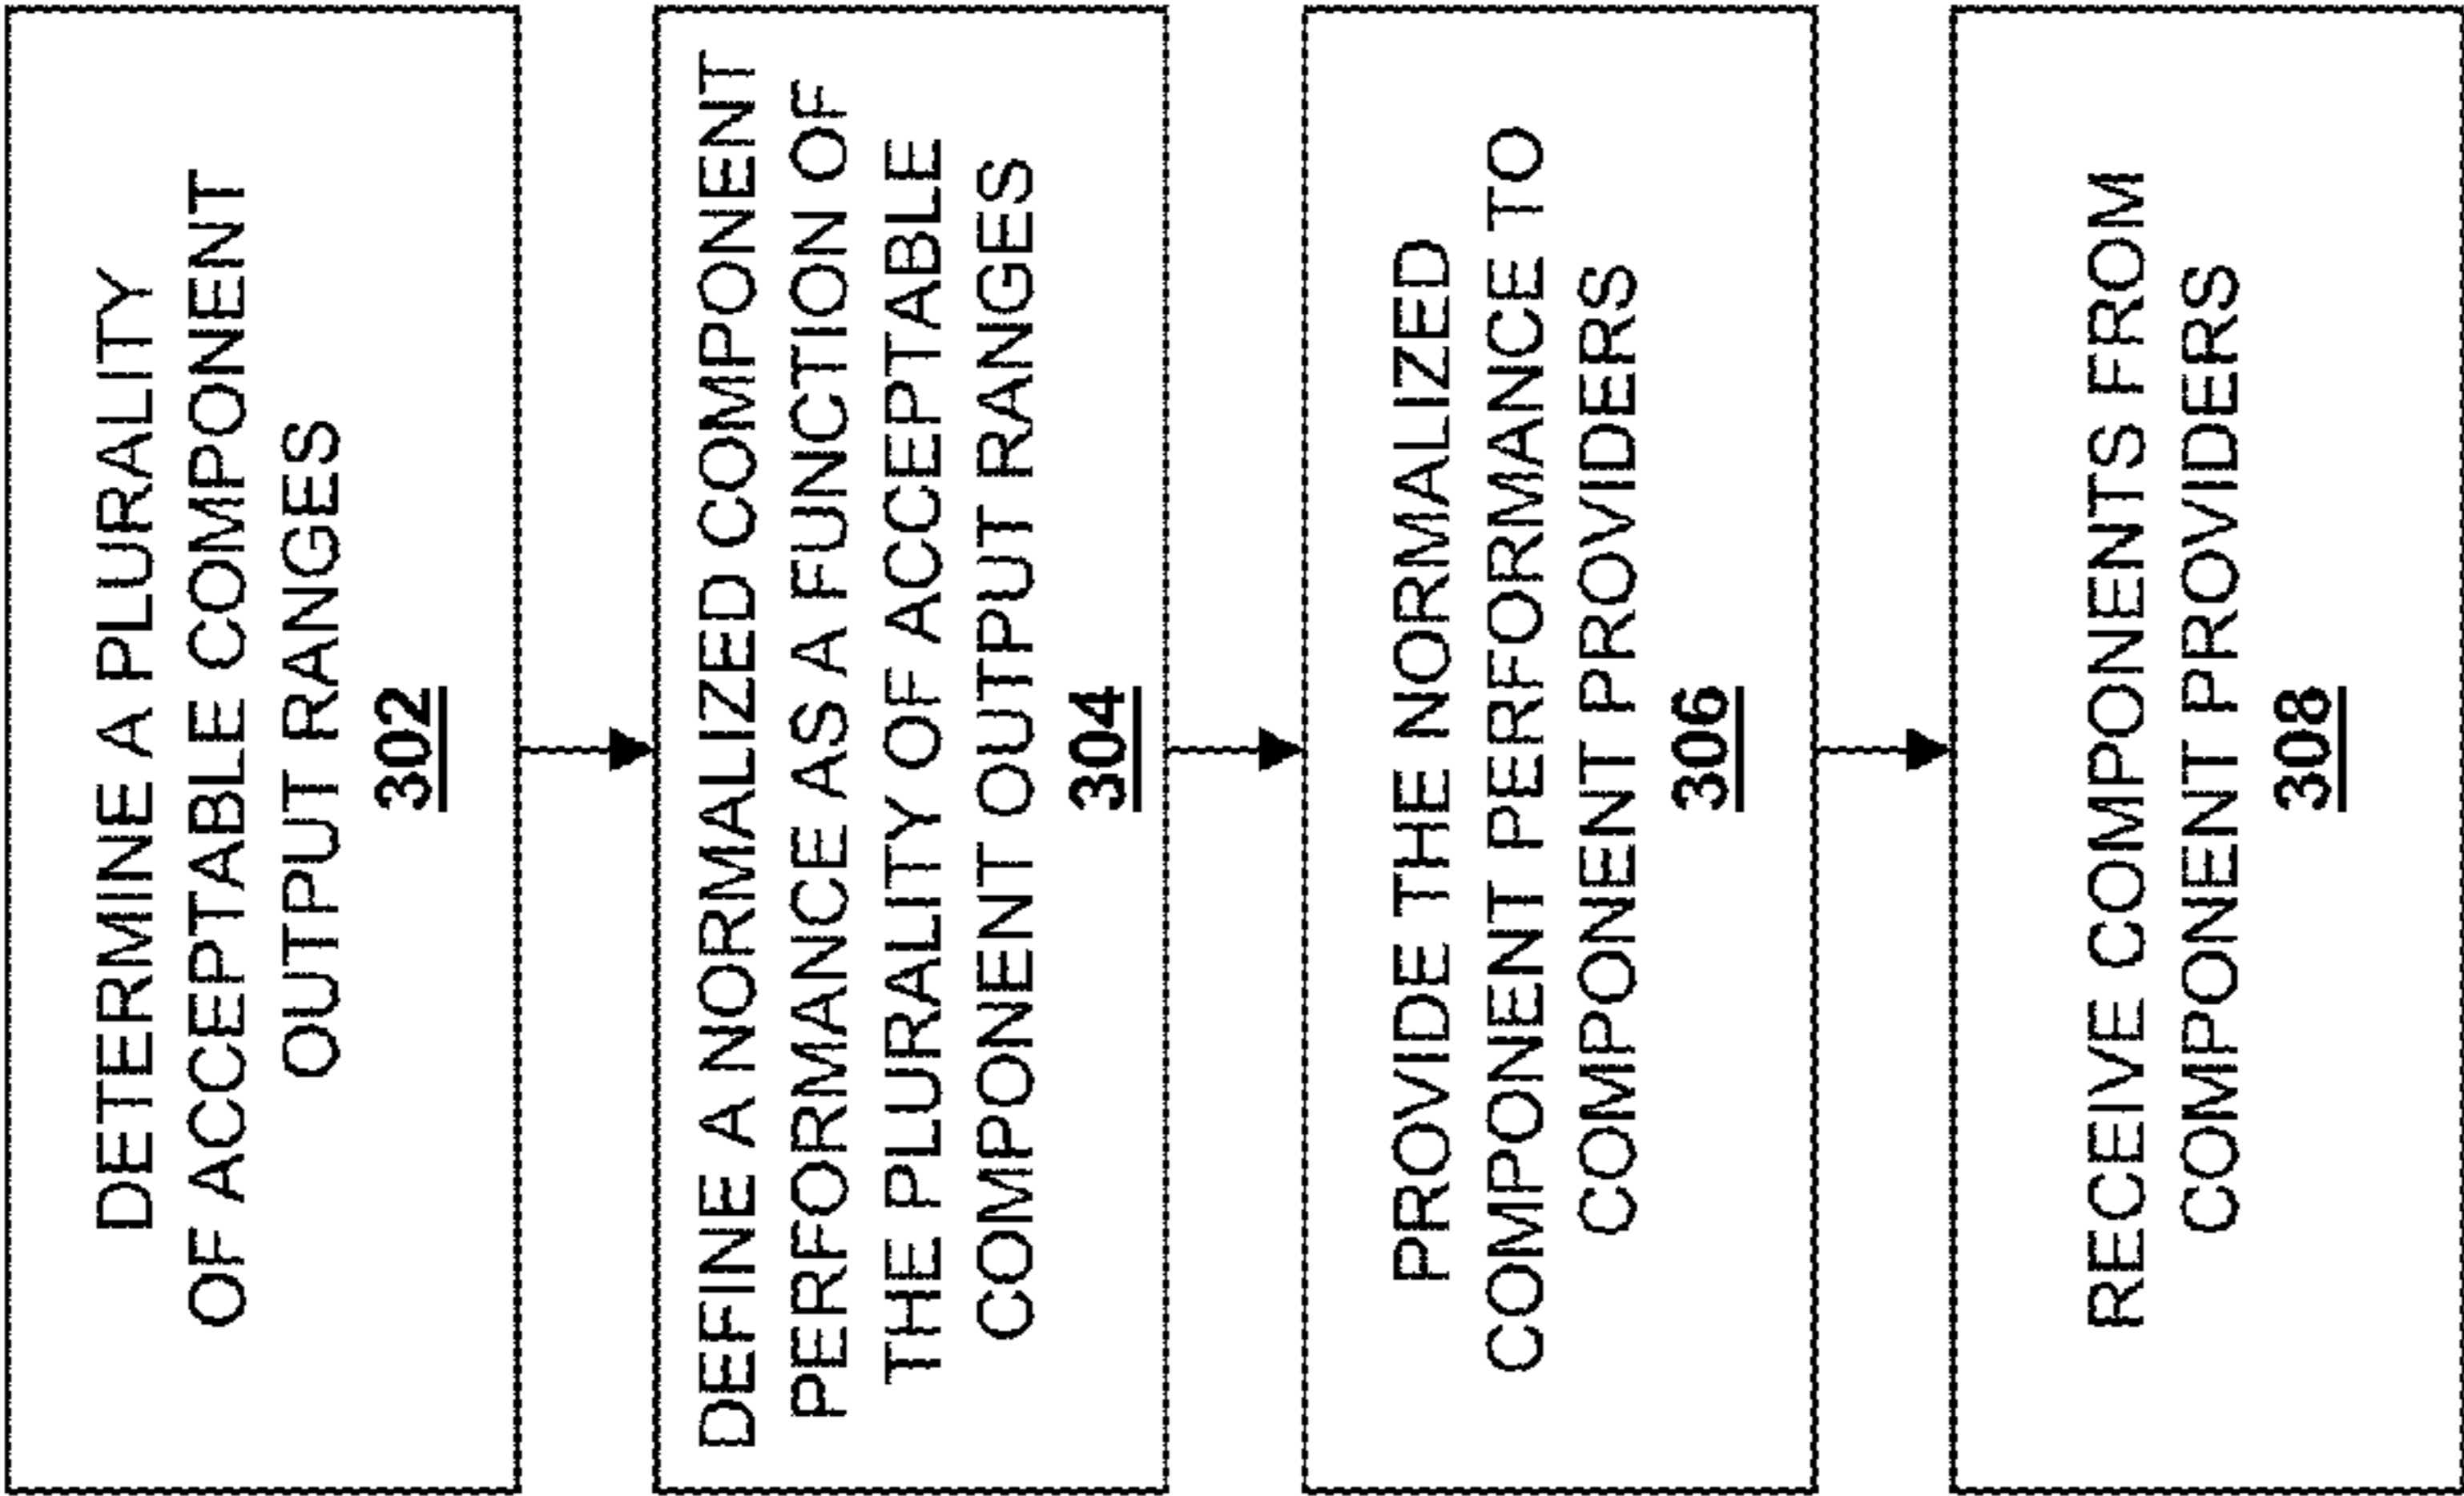 DETERMINE A PLURALITY
OF ACCEPTABLE COMPONENT
OUTPUT RANGES
302
DEFINE A NORMALIZED COMPONENT
PERFORMANCE AS A FUNCTION OF
THE PLURALITY OF ACCEPTABLE
COMPONENT OUTPUT RANGES
304
PROVIDE THE NORMALIZED
COMPONENT PERFORMANCE TO
COMPONENT PROVIDERS
306
RECEIVE COMPONENTS FROM
COMPONENT PROVIDERS
308